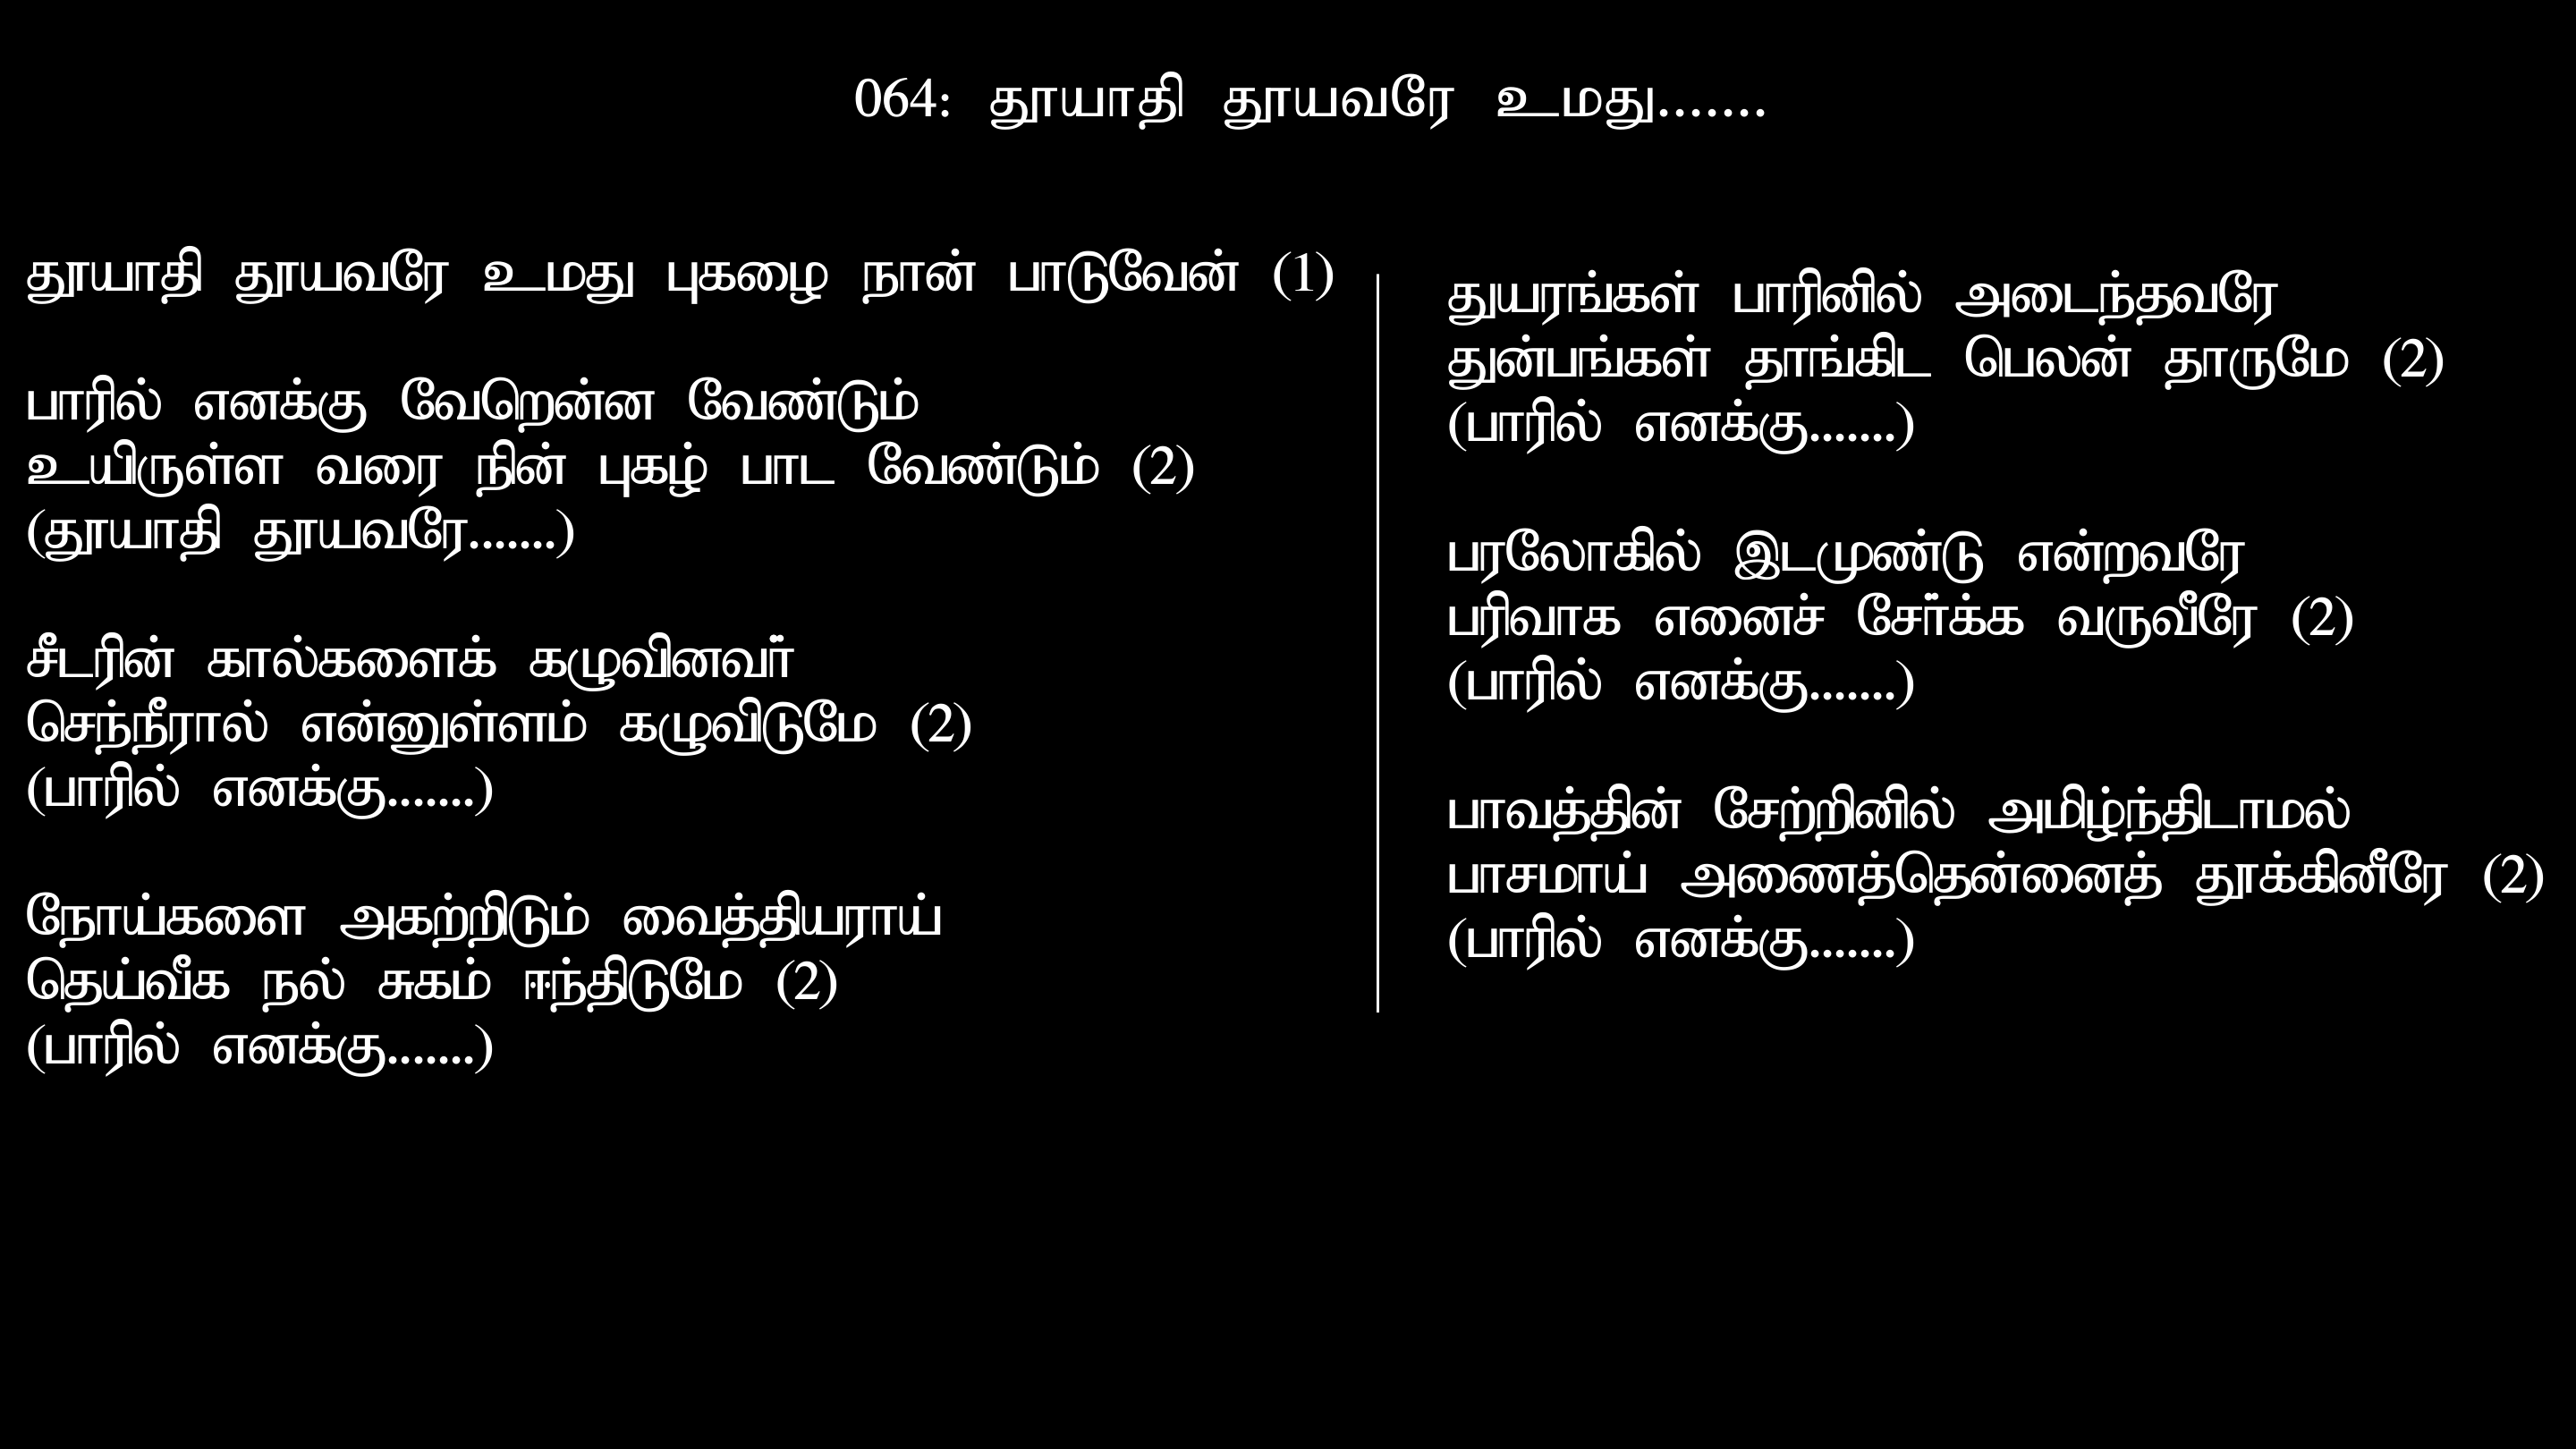 064: தூயாதி தூயவரே உமது.......
தூயாதி தூயவரே உமது புகழை நான் பாடுவேன் (1)
பாரில் எனக்கு வேறென்ன வேண்டும்
உயிருள்ள வரை நின் புகழ் பாட வேண்டும் (2)
(தூயாதி தூயவரே.......)
சீடரின் கால்களைக் கழுவினவர்
செந்நீரால் என்னுள்ளம் கழுவிடுமே (2)
(பாரில் எனக்கு.......)
நோய்களை அகற்றிடும் வைத்தியராய்
தெய்வீக நல் சுகம் ஈந்திடுமே (2)
(பாரில் எனக்கு.......)
துயரங்கள் பாரினில் அடைந்தவரே
துன்பங்கள் தாங்கிட பெலன் தாருமே (2)
(பாரில் எனக்கு.......)
பரலோகில் இடமுண்டு என்றவரே
பரிவாக எனைச் சேர்க்க வருவீரே (2)
(பாரில் எனக்கு.......)
பாவத்தின் சேற்றினில் அமிழ்ந்திடாமல்
பாசமாய் அணைத்தென்னைத் தூக்கினீரே (2)
(பாரில் எனக்கு.......)